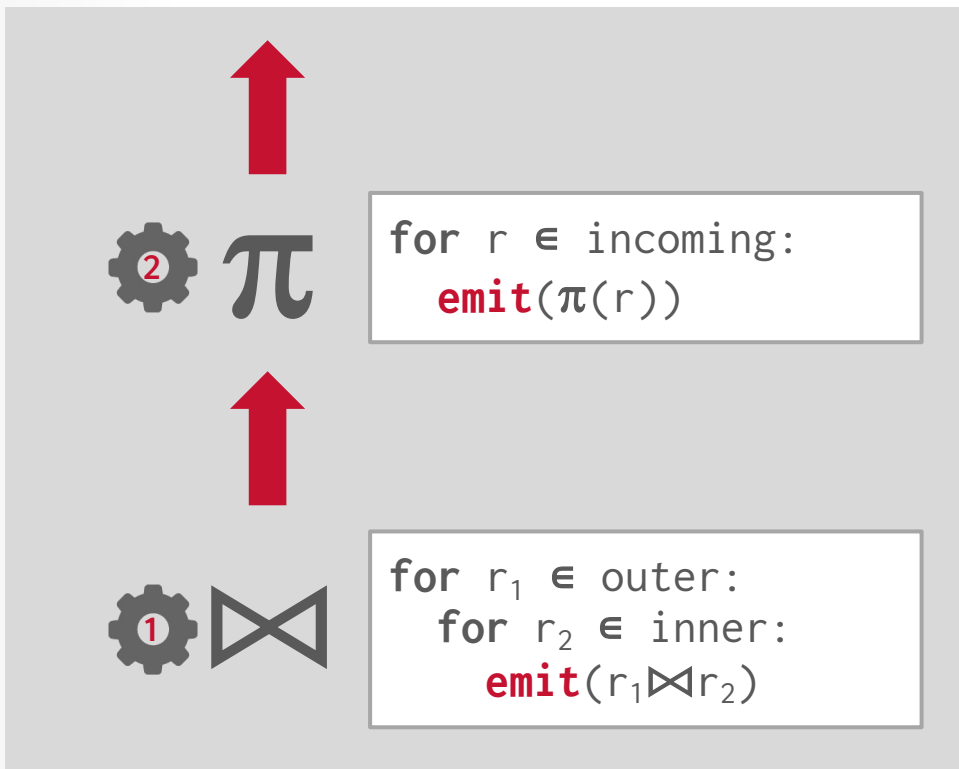 2 π
for r ∈ incoming:
emit(π(r))
1 ⋈
for r₁ ∈ outer:
for r₂ ∈ inner:
emit(r₁⋈r₂)